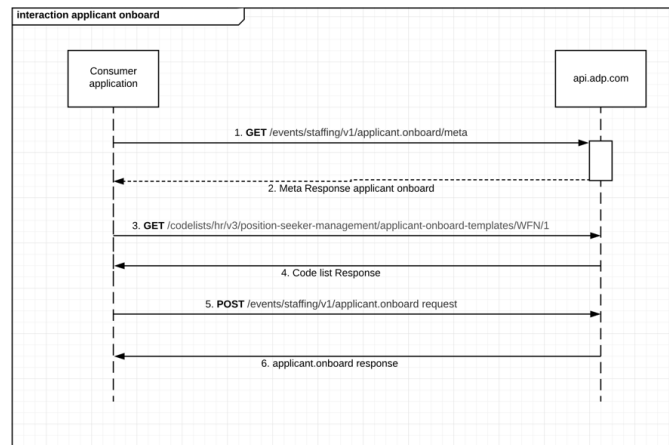 interaction applicant onboard
Consumer
application
api.adp.com
1. GET /events/staffing/v1/applicant.onboard/meta
2. Meta Response applicant onboard
3. GET /codelists/hr/v3/position-seeker-management/applicant-onboard-templates/WFN/1
4. Code list Response
5. POST /events/staffing/v1/applicant.onboard request
6. applicant.onboard response